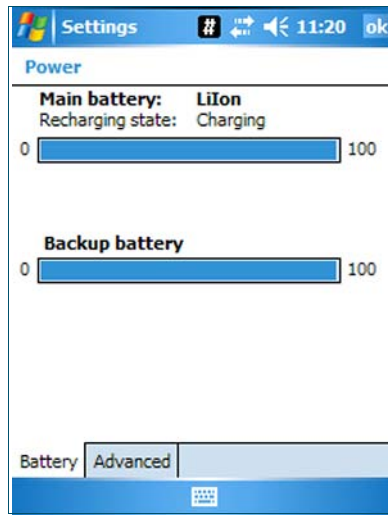 Settings # 11:20 ok
Power
Main battery: LiIon
Recharging state: Charging
0 100
Backup battery
0 100
Battery Advanced